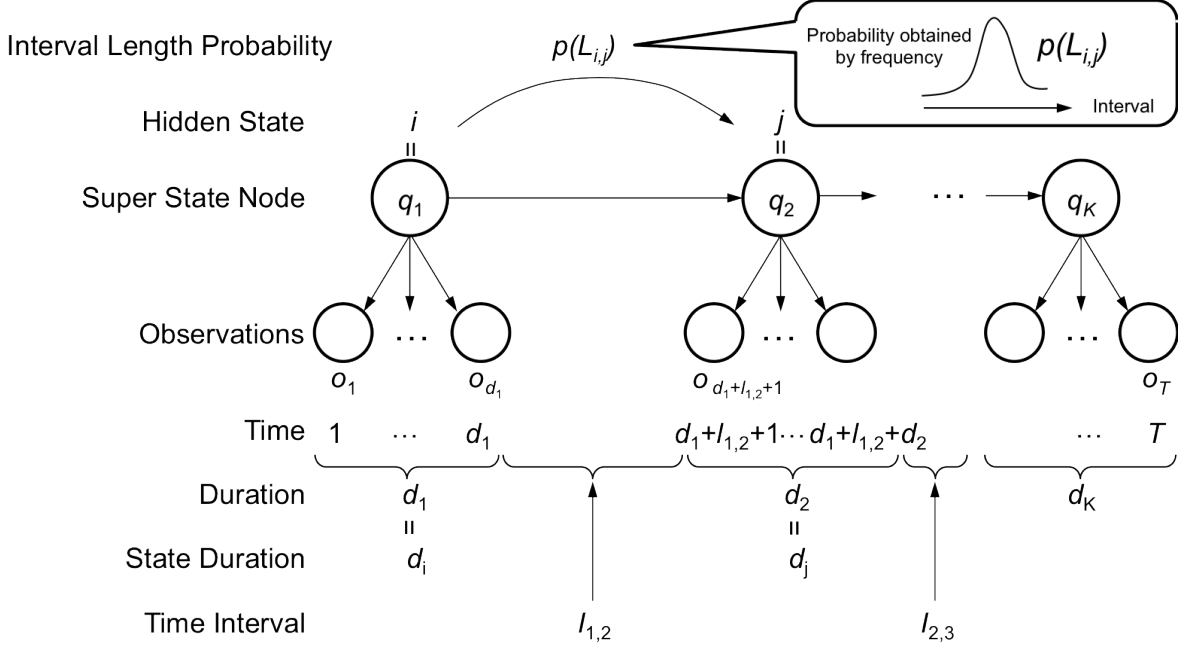 Interval Length Probability p(L_{i,j})
Probability obtained
by frequency p(L_{i,j})
Interval
Hidden State i j
= =
Super State Node q_1 q_2 … q_K
Observations … … …
o_1 o_{d_1} o_{d_1+l_{1,2}+1} o_T
Time 1 … d_1 d_1+l_{1,2}+1…d_1+l_{1,2}+d_2 … T
Duration d_1 d_2 d_K
= =
State Duration d_i d_j
Time Interval l_{1,2} l_{2,3}